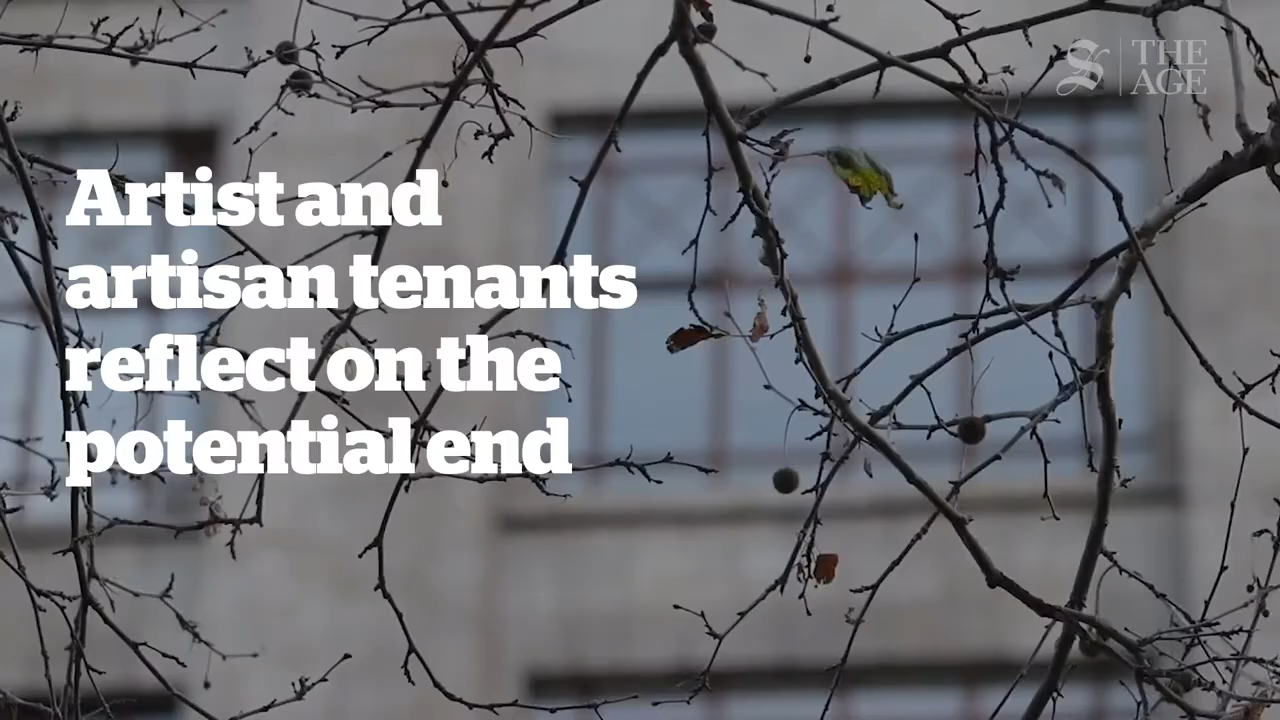 THE
AGE
Artist and
artisan tenants
reflect on the
potential end